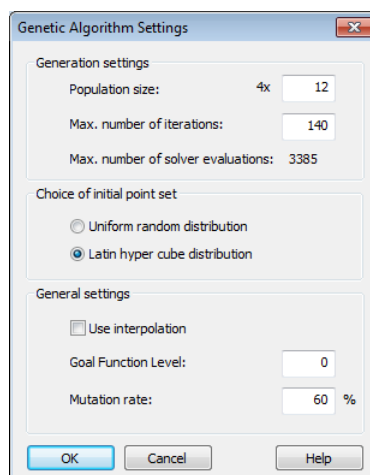 Genetic Algorithm Settings
Generation settings
Population size: 4x 12
Max. number of iterations: 140
Max. number of solver evaluations: 3385
Choice of initial point set
Uniform random distribution
Latin hyper cube distribution
General settings
Use interpolation
Goal Function Level: 0
Mutation rate: 60 %
OK Cancel Help